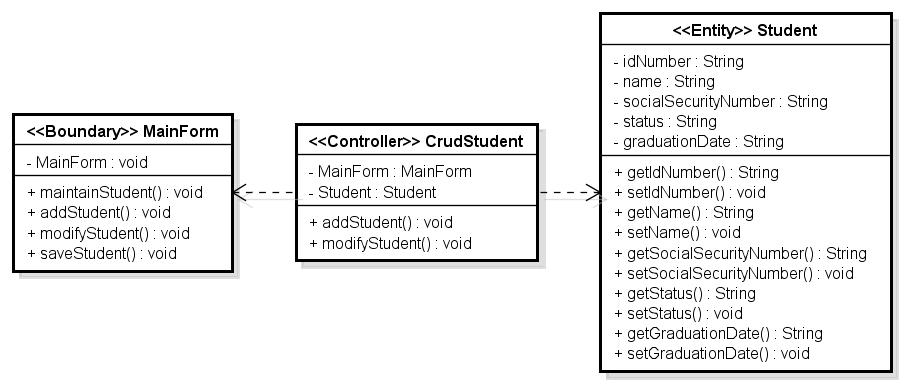 <<Boundary>> MainForm
- MainForm : void
+ maintainStudent() : void
+ addStudent() : void
+ modifyStudent() : void
+ saveStudent() : void
<<Controller>> CrudStudent
- MainForm : MainForm
- Student : Student
+ addStudent() : void
+ modifyStudent() : void
<<Entity>> Student
- idNumber : String
- name : String
- socialSecurityNumber : String
- status : String
- graduationDate : String
+ getIdNumber() : String
+ setIdNumber() : void
+ getName() : String
+ setName() : void
+ getSocialSecurityNumber() : String
+ setSocialSecurityNumber() : void
+ getStatus() : String
+ setStatus() : void
+ getGraduationDate() : String
+ setGraduationDate() : void